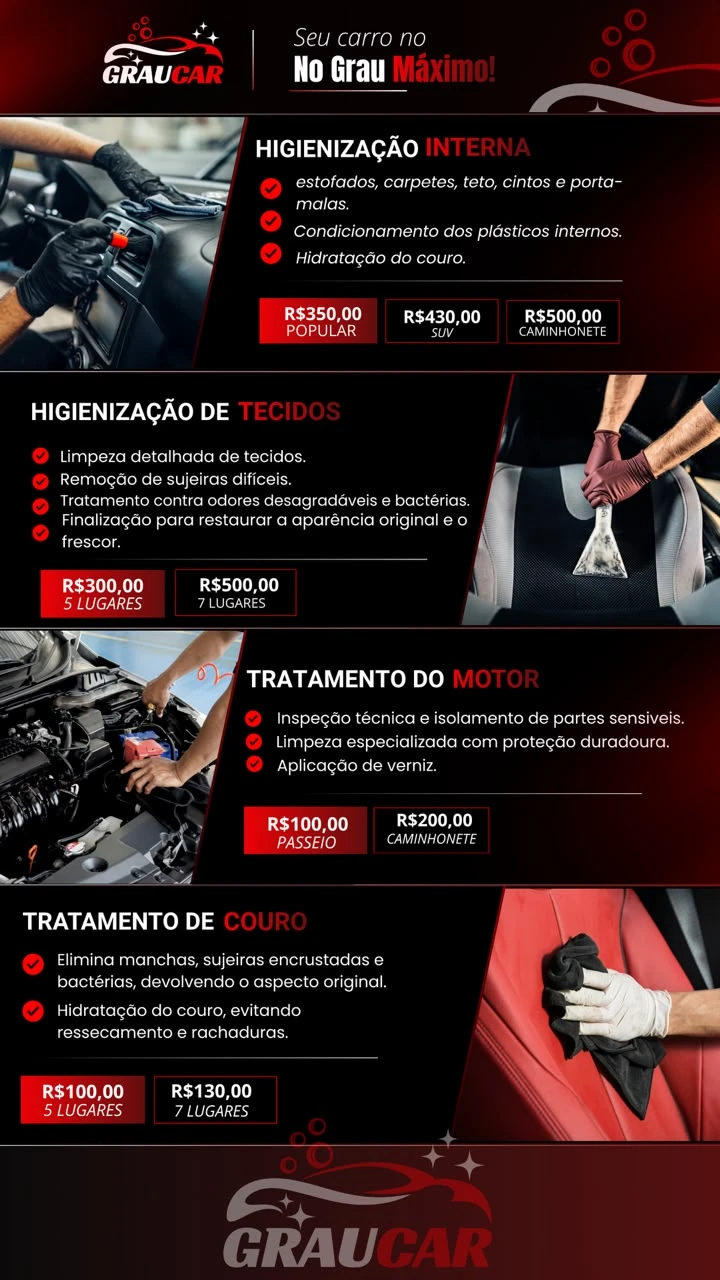 GRAUCAR
Seu carro no
No Grau Máximo!
HIGIENIZAÇÃO INTERNA
estofados, carpetes, teto, cintos e porta-
malas.
Condicionamento dos plásticos internos.
Hidratação do couro.
R$350,00
POPULAR
R$430,00
SUV
R$500,00
CAMINHONETE
HIGIENIZAÇÃO DE TECIDOS
Limpeza detalhada de tecidos.
Remoção de sujeiras difíceis.
Tratamento contra odores desagradáveis e bactérias.
Finalização para restaurar a aparência original e o
frescor.
R$300,00
5 LUGARES
R$500,00
7 LUGARES
TRATAMENTO DO MOTOR
Inspeção técnica e isolamento de partes sensiveis.
Limpeza especializada com proteção duradoura.
Aplicação de verniz.
R$100,00
PASSEIO
R$200,00
CAMINHONETE
TRATAMENTO DE COURO
Elimina manchas, sujeiras encrustadas e
bactérias, devolvendo o aspecto original.
Hidratação do couro, evitando
ressecamento e rachaduras.
R$100,00
5 LUGARES
R$130,00
7 LUGARES
GRAUCAR